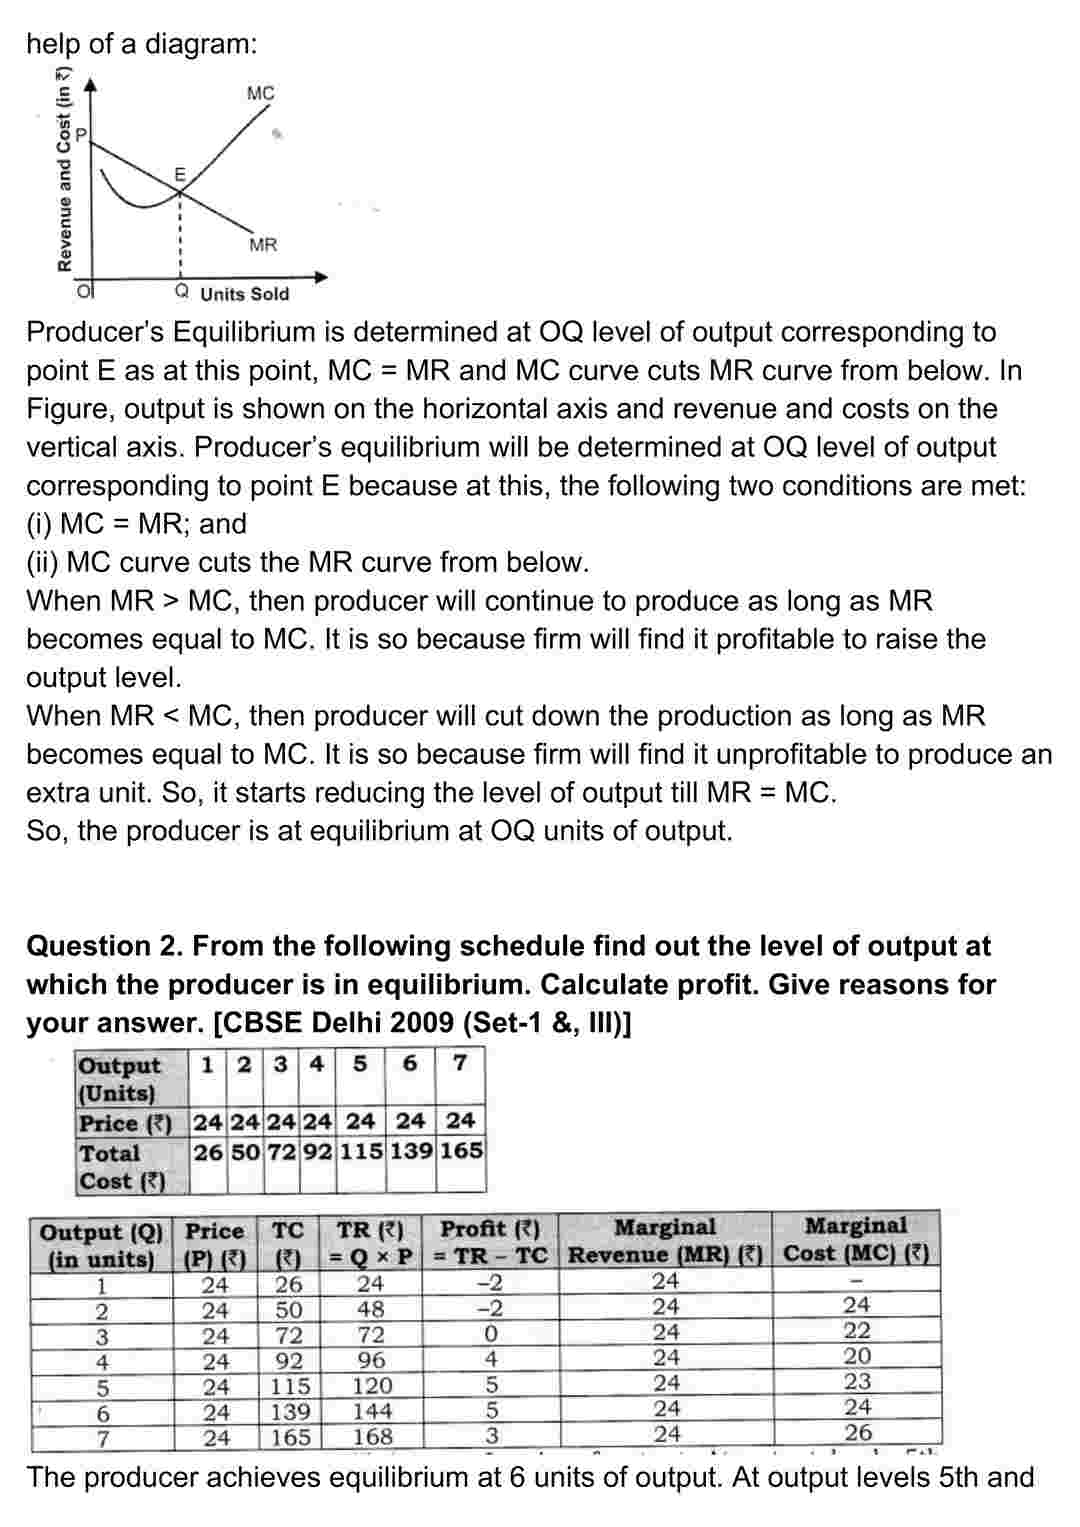 help of a diagram:
Revenue and Cost (in ₹)
MC
P
E
MR
O
Q Units Sold
Producer's Equilibrium is determined at OQ level of output corresponding to
point E as at this point, MC = MR and MC curve cuts MR curve from below. In
Figure, output is shown on the horizontal axis and revenue and costs on the
vertical axis. Producer's equilibrium will be determined at OQ level of output
corresponding to point E because at this, the following two conditions are met:
(i) MC = MR; and
(ii) MC curve cuts the MR curve from below.
When MR > MC, then producer will continue to produce as long as MR
becomes equal to MC. It is so because firm will find it profitable to raise the
output level.
When MR < MC, then producer will cut down the production as long as MR
becomes equal to MC. It is so because firm will find it unprofitable to produce an
extra unit. So, it starts reducing the level of output till MR = MC.
So, the producer is at equilibrium at OQ units of output.
Question 2. From the following schedule find out the level of output at
which the producer is in equilibrium. Calculate profit. Give reasons for
your answer. [CBSE Delhi 2009 (Set-1 &, III)]
Output 1 2 3 4 5 6 7
(Units)
Price (₹) 24 24 24 24 24 24 24
Total 26 50 72 92 115 139 165
Cost (₹)
Output (Q) Price TC TR (₹) Profit (₹) Marginal Marginal
(in units) (P) (₹) (₹) = Q × P = TR – TC Revenue (MR) (₹) Cost (MC) (₹)
1 24 26 24 –2 24 –
2 24 50 48 –2 24 24
3 24 72 72 0 24 22
4 24 92 96 4 24 20
5 24 115 120 5 24 23
6 24 139 144 5 24 24
7 24 165 168 3 24 26
The producer achieves equilibrium at 6 units of output. At output levels 5th and